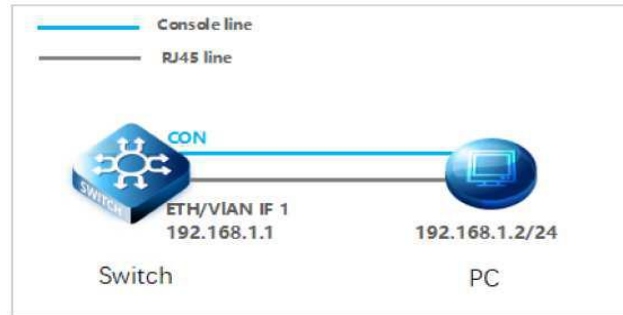 Console line
RJ45 line
CON
SWITCH
ETH/VlAN IF 1
192.168.1.1
192.168.1.2/24
Switch
PC